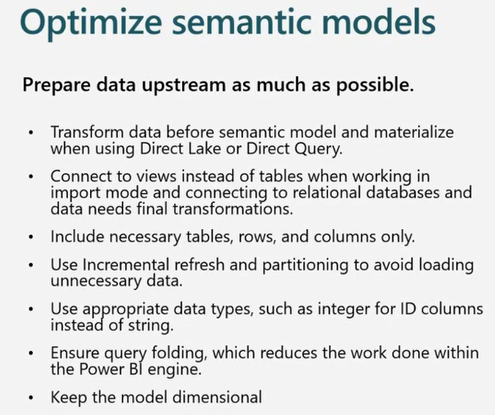 Optimize semantic models
Prepare data upstream as much as possible.
• Transform data before semantic model and materialize
when using Direct Lake or Direct Query.
• Connect to views instead of tables when working in
import mode and connecting to relational databases and
data needs final transformations.
• Include necessary tables, rows, and columns only.
• Use Incremental refresh and partitioning to avoid loading
unnecessary data.
• Use appropriate data types, such as integer for ID columns
instead of string.
• Ensure query folding, which reduces the work done within
the Power BI engine.
• Keep the model dimensional